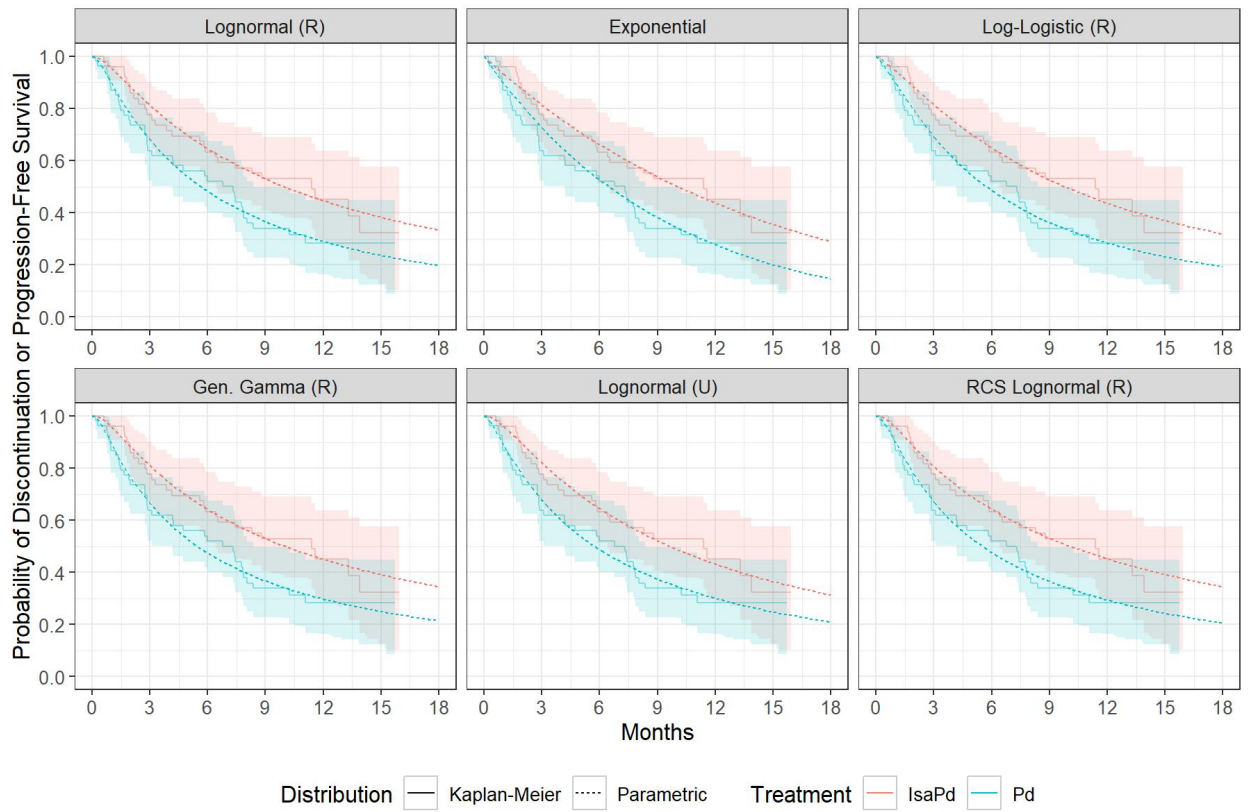 Lognormal (R) Exponential Log-Logistic (R)
1.0
0.8
0.6
0.4
0.2
0.0
0 3 6 9 12 15 18 0 3 6 9 12 15 18 0 3 6 9 12 15 18
Gen. Gamma (R) Lognormal (U) RCS Lognormal (R)
1.0
0.8
0.6
0.4
0.2
0.0
0 3 6 9 12 15 18 0 3 6 9 12 15 18 0 3 6 9 12 15 18
Probability of Discontinuation or Progression-Free Survival
Months
Distribution Kaplan-Meier Parametric Treatment IsaPd Pd